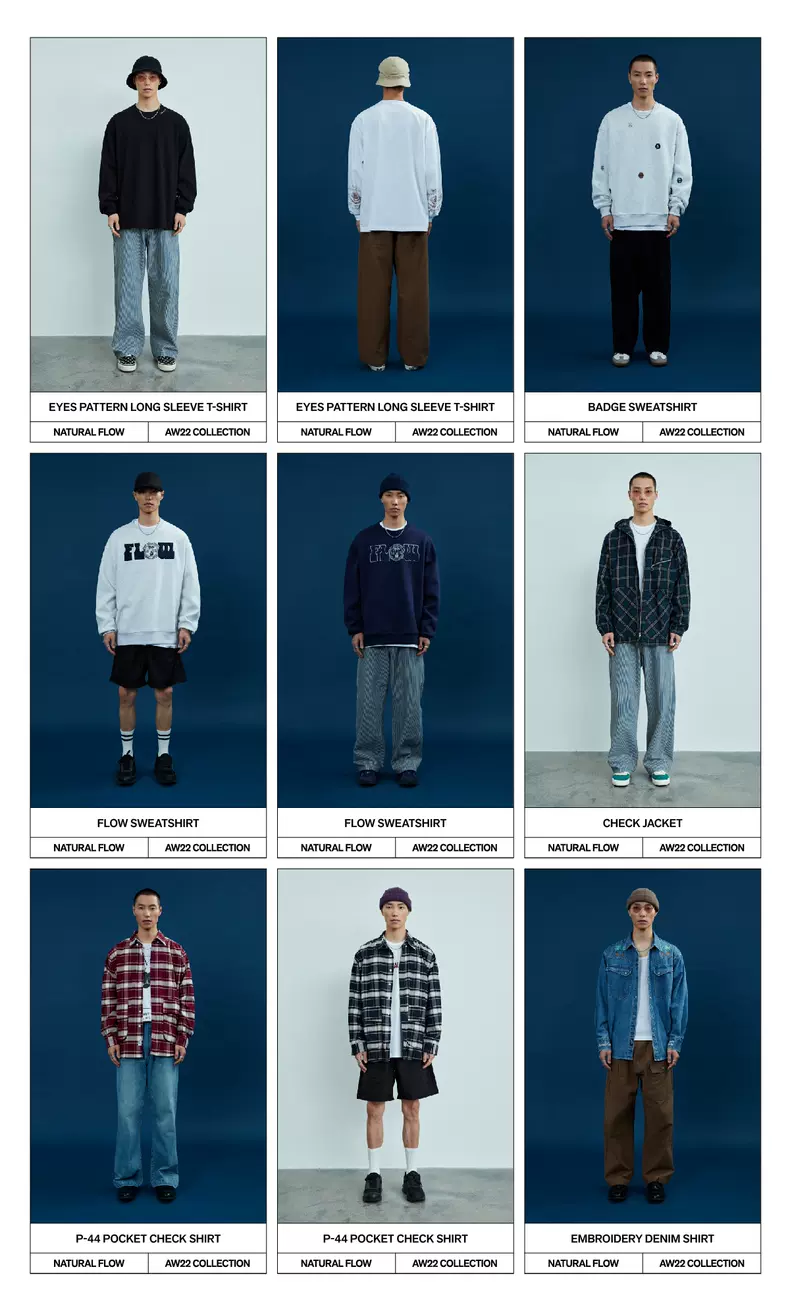 EYES PATTERN LONG SLEEVE T-SHIRT
NATURAL FLOW
AW22 COLLECTION
EYES PATTERN LONG SLEEVE T-SHIRT
NATURAL FLOW
AW22 COLLECTION
BADGE SWEATSHIRT
NATURAL FLOW
AW22 COLLECTION
FLOW
FLOW SWEATSHIRT
NATURAL FLOW
AW22 COLLECTION
FLOW
FLOW SWEATSHIRT
NATURAL FLOW
AW22 COLLECTION
CHECK JACKET
NATURAL FLOW
AW22 COLLECTION
P-44 POCKET CHECK SHIRT
NATURAL FLOW
AW22 COLLECTION
P-44 POCKET CHECK SHIRT
NATURAL FLOW
AW22 COLLECTION
EMBROIDERY DENIM SHIRT
NATURAL FLOW
AW22 COLLECTION